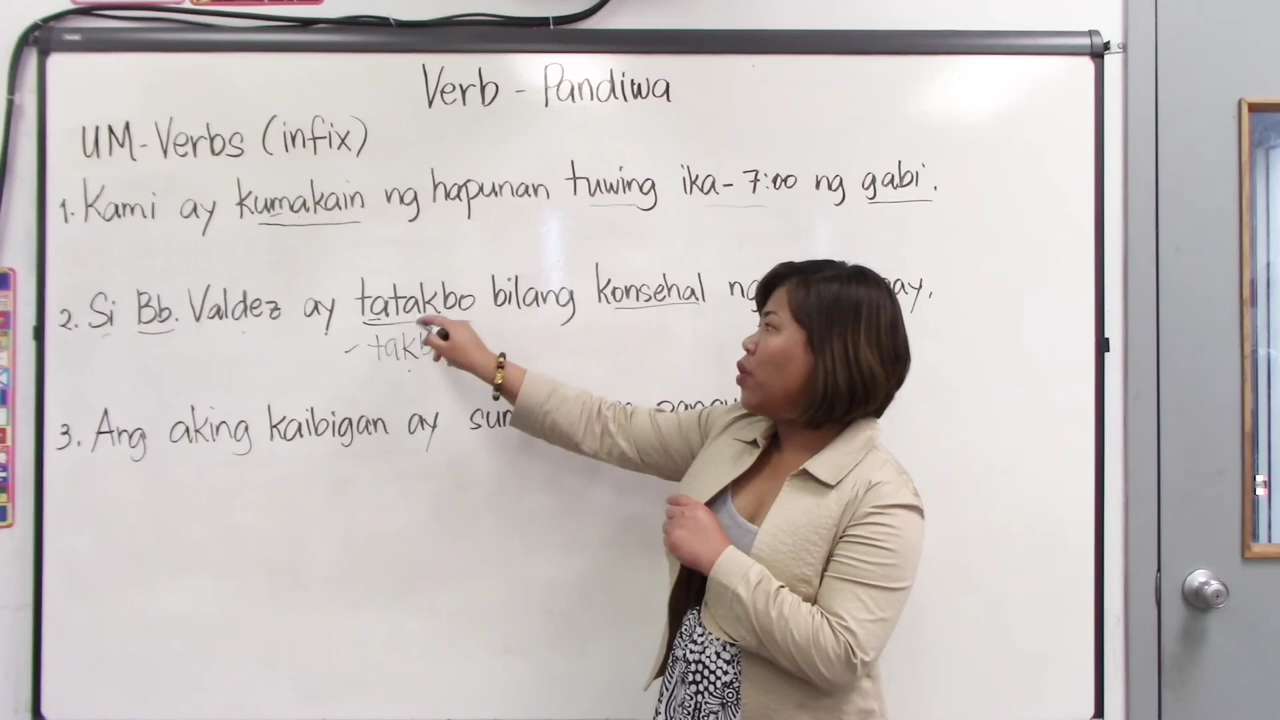 Verb - Pandiwa
UM-Verbs (infix)
1. Kami ay kumakain ng hapunan tuwing ika-7:00 ng gabi.
2. Si Bb. Valdez ay tatakbo bilang konsehal
- takb
3. Ang aking kaibigan ay